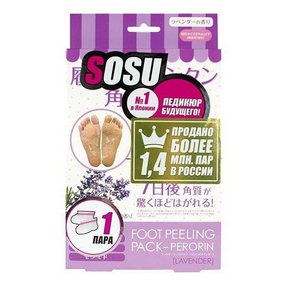 ラベンダーの香り
SOSU
№1
в Японии
ПЕДИКЮР
БУДУЩЕГО!
ПРОДАНО
БОЛЕЕ
1,4 МЛН. ПАР
В РОССИИ
7日後角質が
驚くほどはがれる!
1
ПАРА
FOOT PEELING
PACK-PERORIN
[LAVENDER]